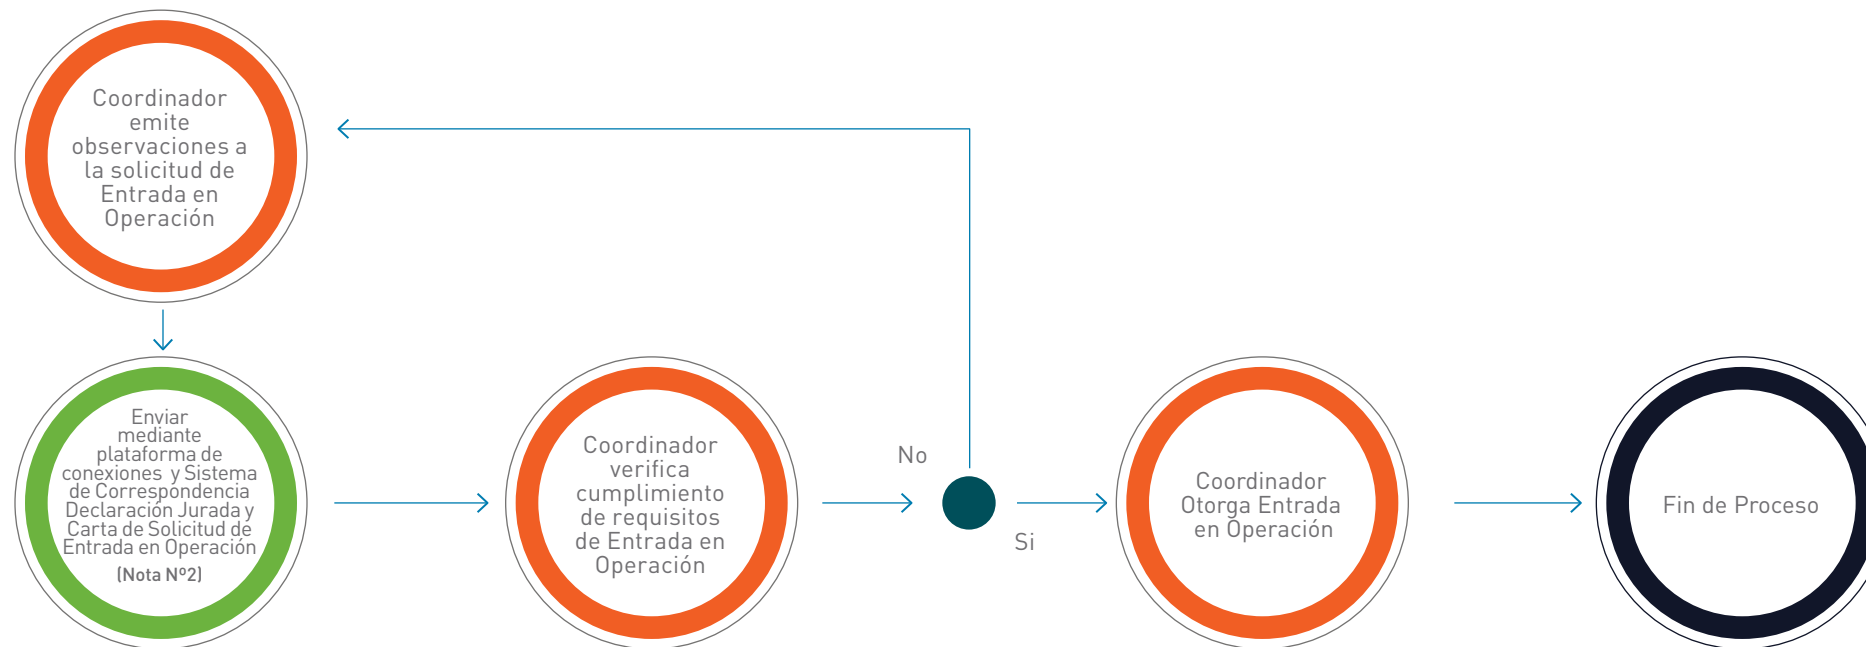 Coordinador
emite
observaciones a
la solicitud de
Entrada en
Operación
Enviar
mediante
plataforma de
conexiones y Sistema
de Correspondencia
Declaración Jurada y
Carta de Solicitud de
Entrada en Operación
(Nota Nº2)
Coordinador
verifica
cumplimiento
de requisitos
de Entrada en
Operación
No
Si
Coordinador
Otorga Entrada
en Operación
Fin de Proceso